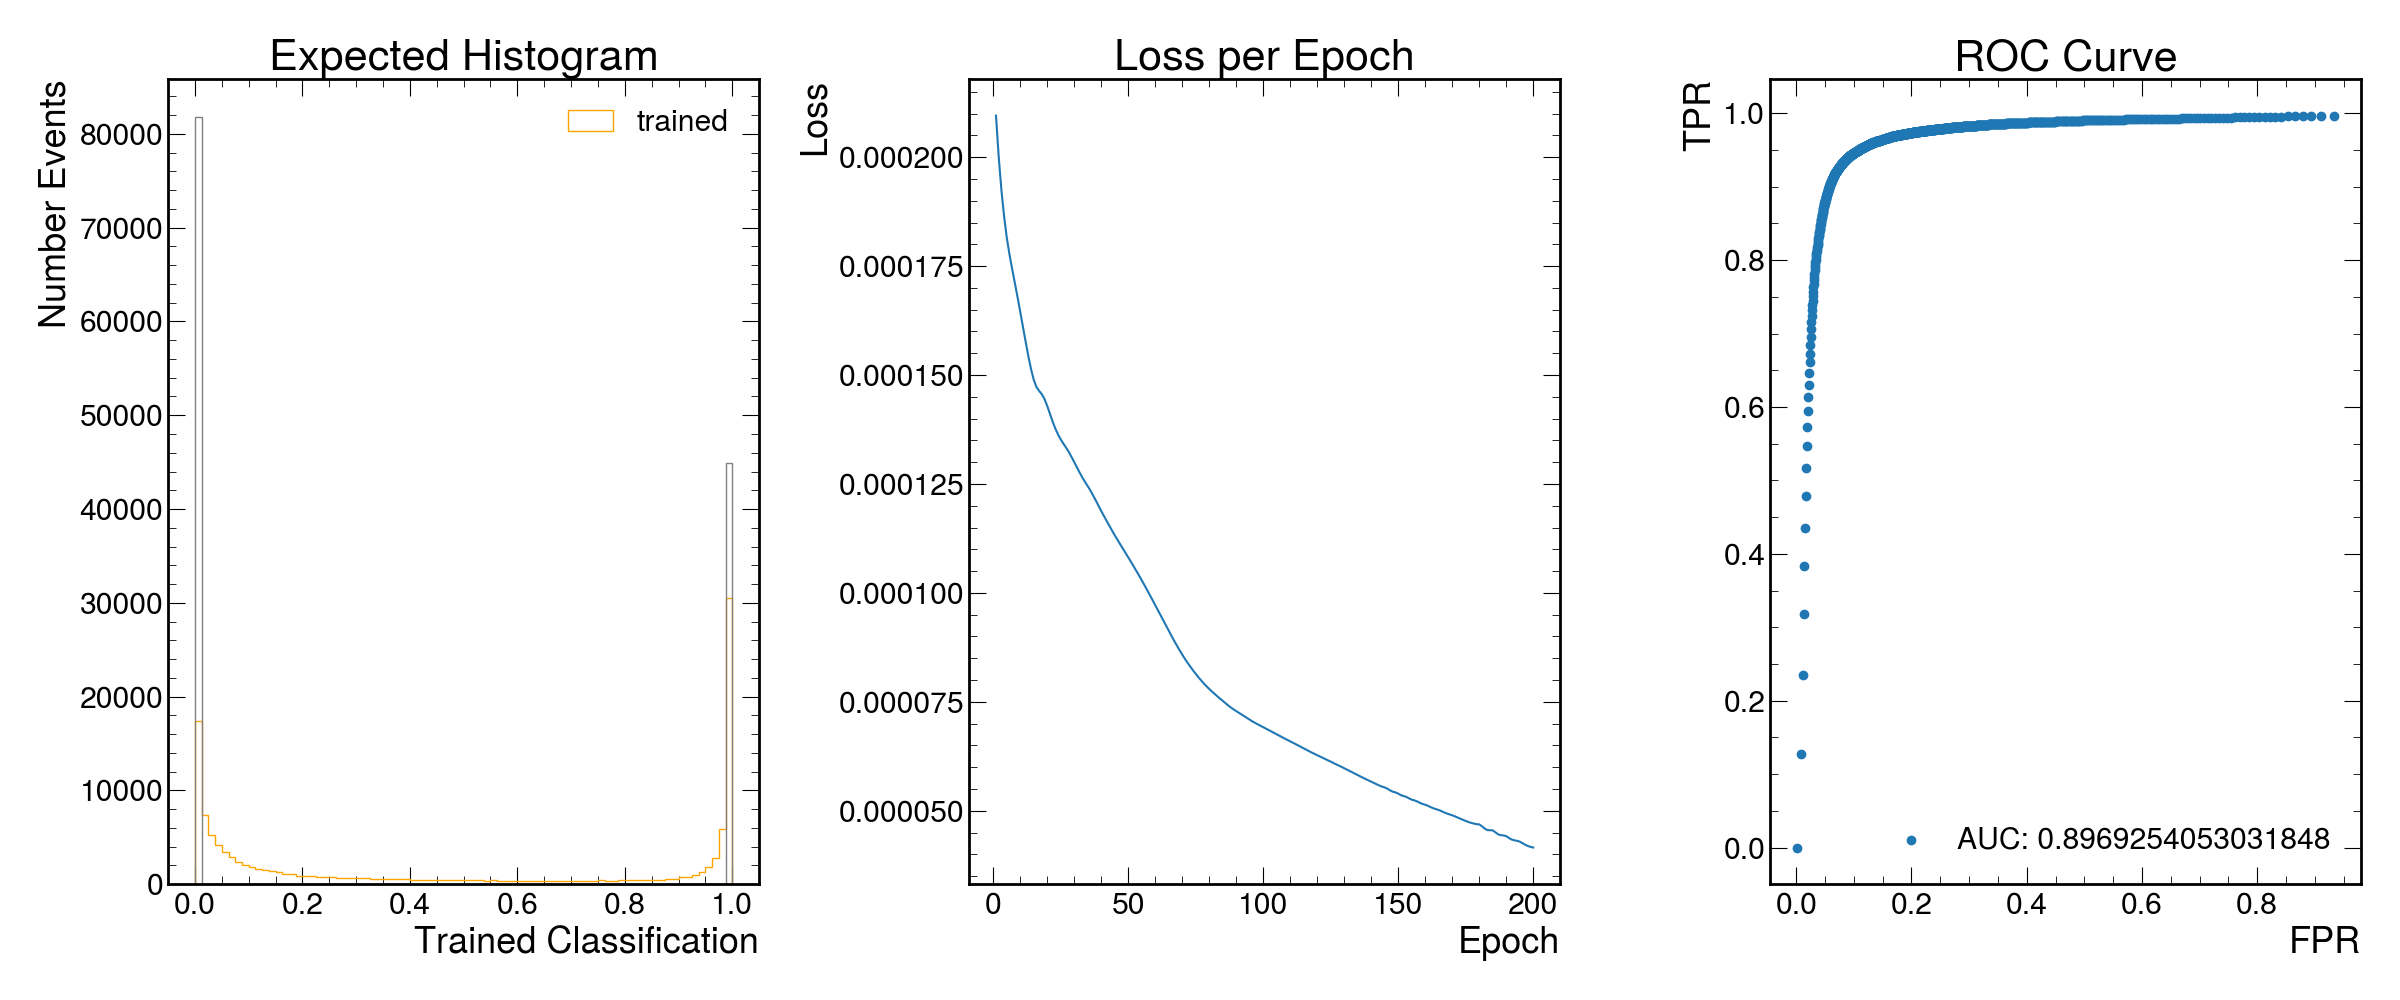 Expected Histogram
Number Events
80000
70000
60000
50000
40000
30000
20000
10000
0
0.0 0.2 0.4 0.6 0.8 1.0
Trained Classification
trained
Loss per Epoch
Loss
0.000200
0.000175
0.000150
0.000125
0.000100
0.000075
0.000050
0 50 100 150 200
Epoch
ROC Curve
TPR
1.0
0.8
0.6
0.4
0.2
0.0
0.0 0.2 0.4 0.6 0.8
FPR
AUC: 0.8969254053031848